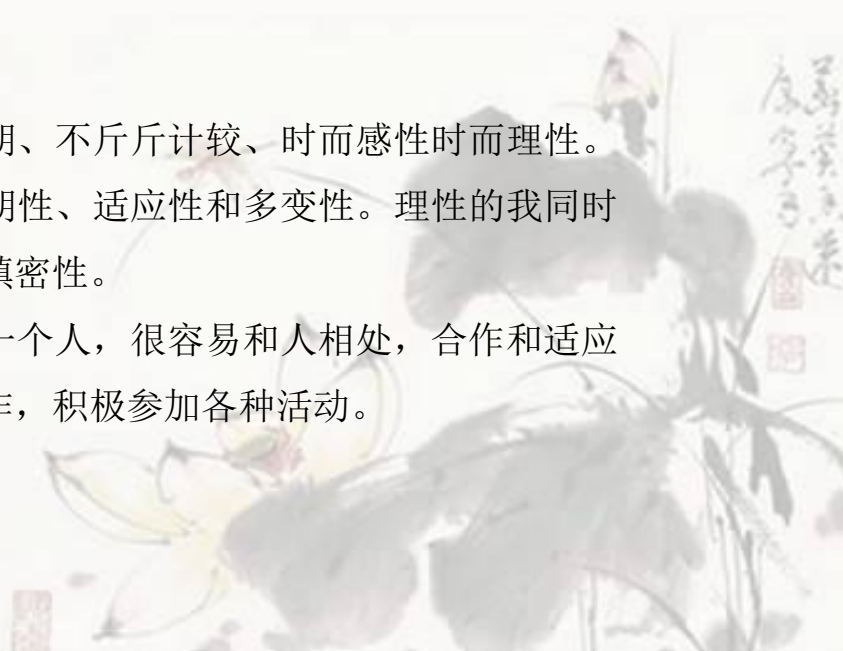 明、不斤斤计较、时而感性时而理性。
明性、适应性和多变性。理性的我同时
缜密性。
一个人，很容易和人相处，合作和适应
作，积极参加各种活动。